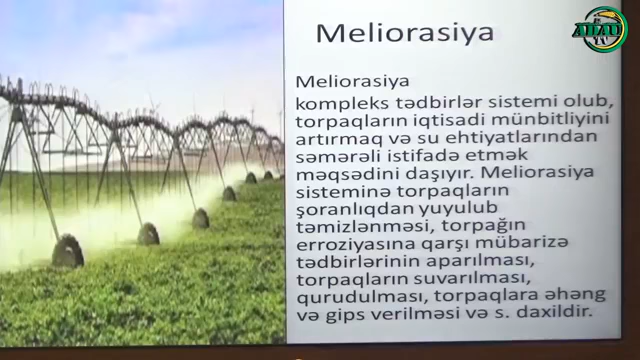 Meliorasiya
ADAU
TV
Meliorasiya
kompleks tədbirlər sistemi olub,
torpaqların iqtisadi münbitliyini
artırmaq və su ehtiyatlarından
səmərəli istifadə etmək
məqsədini daşıyır. Meliorasiya
sisteminə torpaqların
şoranlıqdan yuyulub
təmizlənməsi, torpağın
erroziyasına qarşı mübarizə
tədbirlərinin aparılması,
torpaqların suvarılması,
qurudulması, torpaqlara əhəng
və gips verilməsi və s. daxildir.